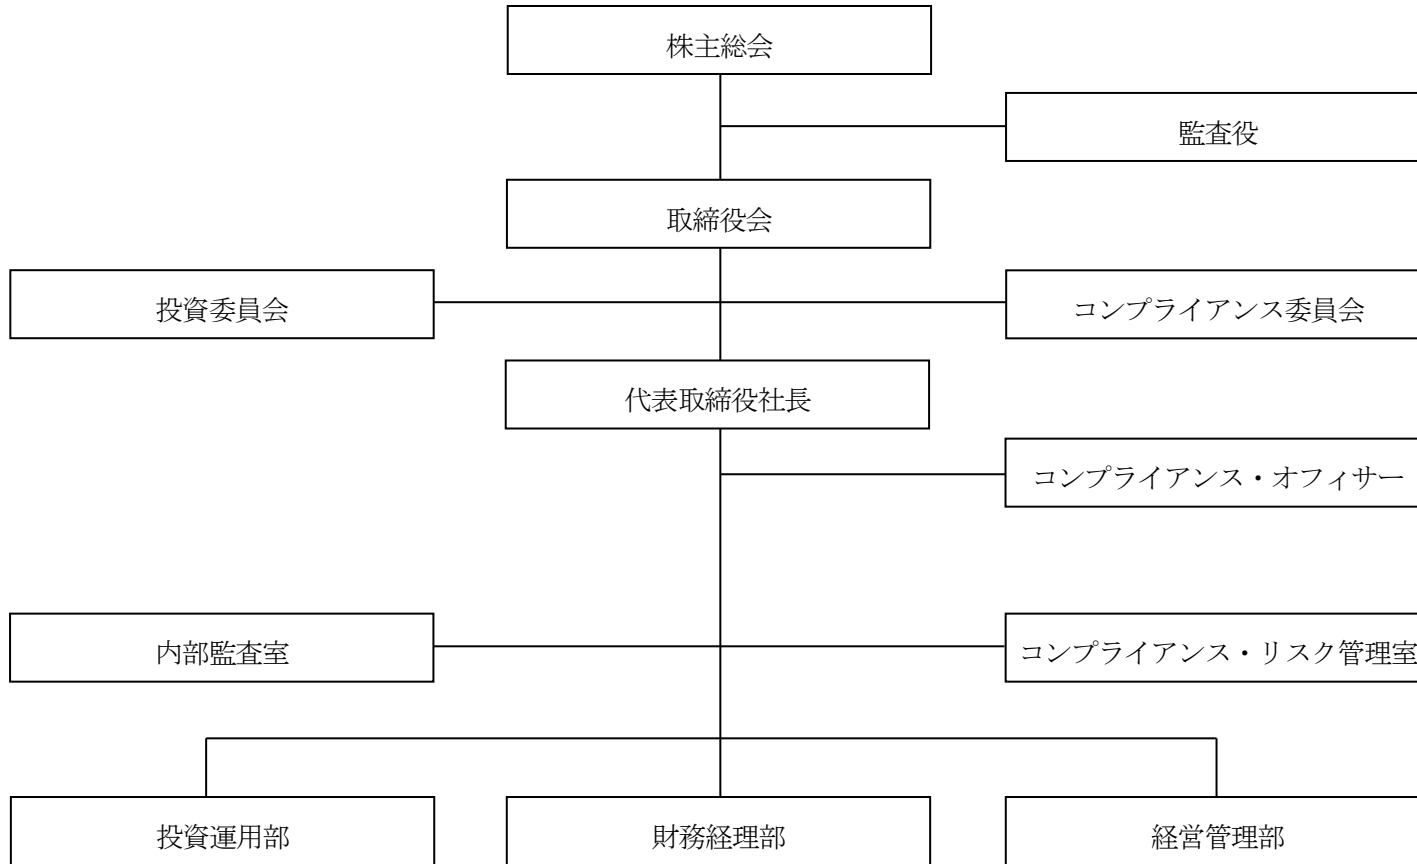 株主総会
監査役
取締役会
投資委員会
コンプライアンス委員会
代表取締役社長
コンプライアンス・オフィサー
内部監査室
コンプライアンス・リスク管理室
投資運用部
財務経理部
経営管理部